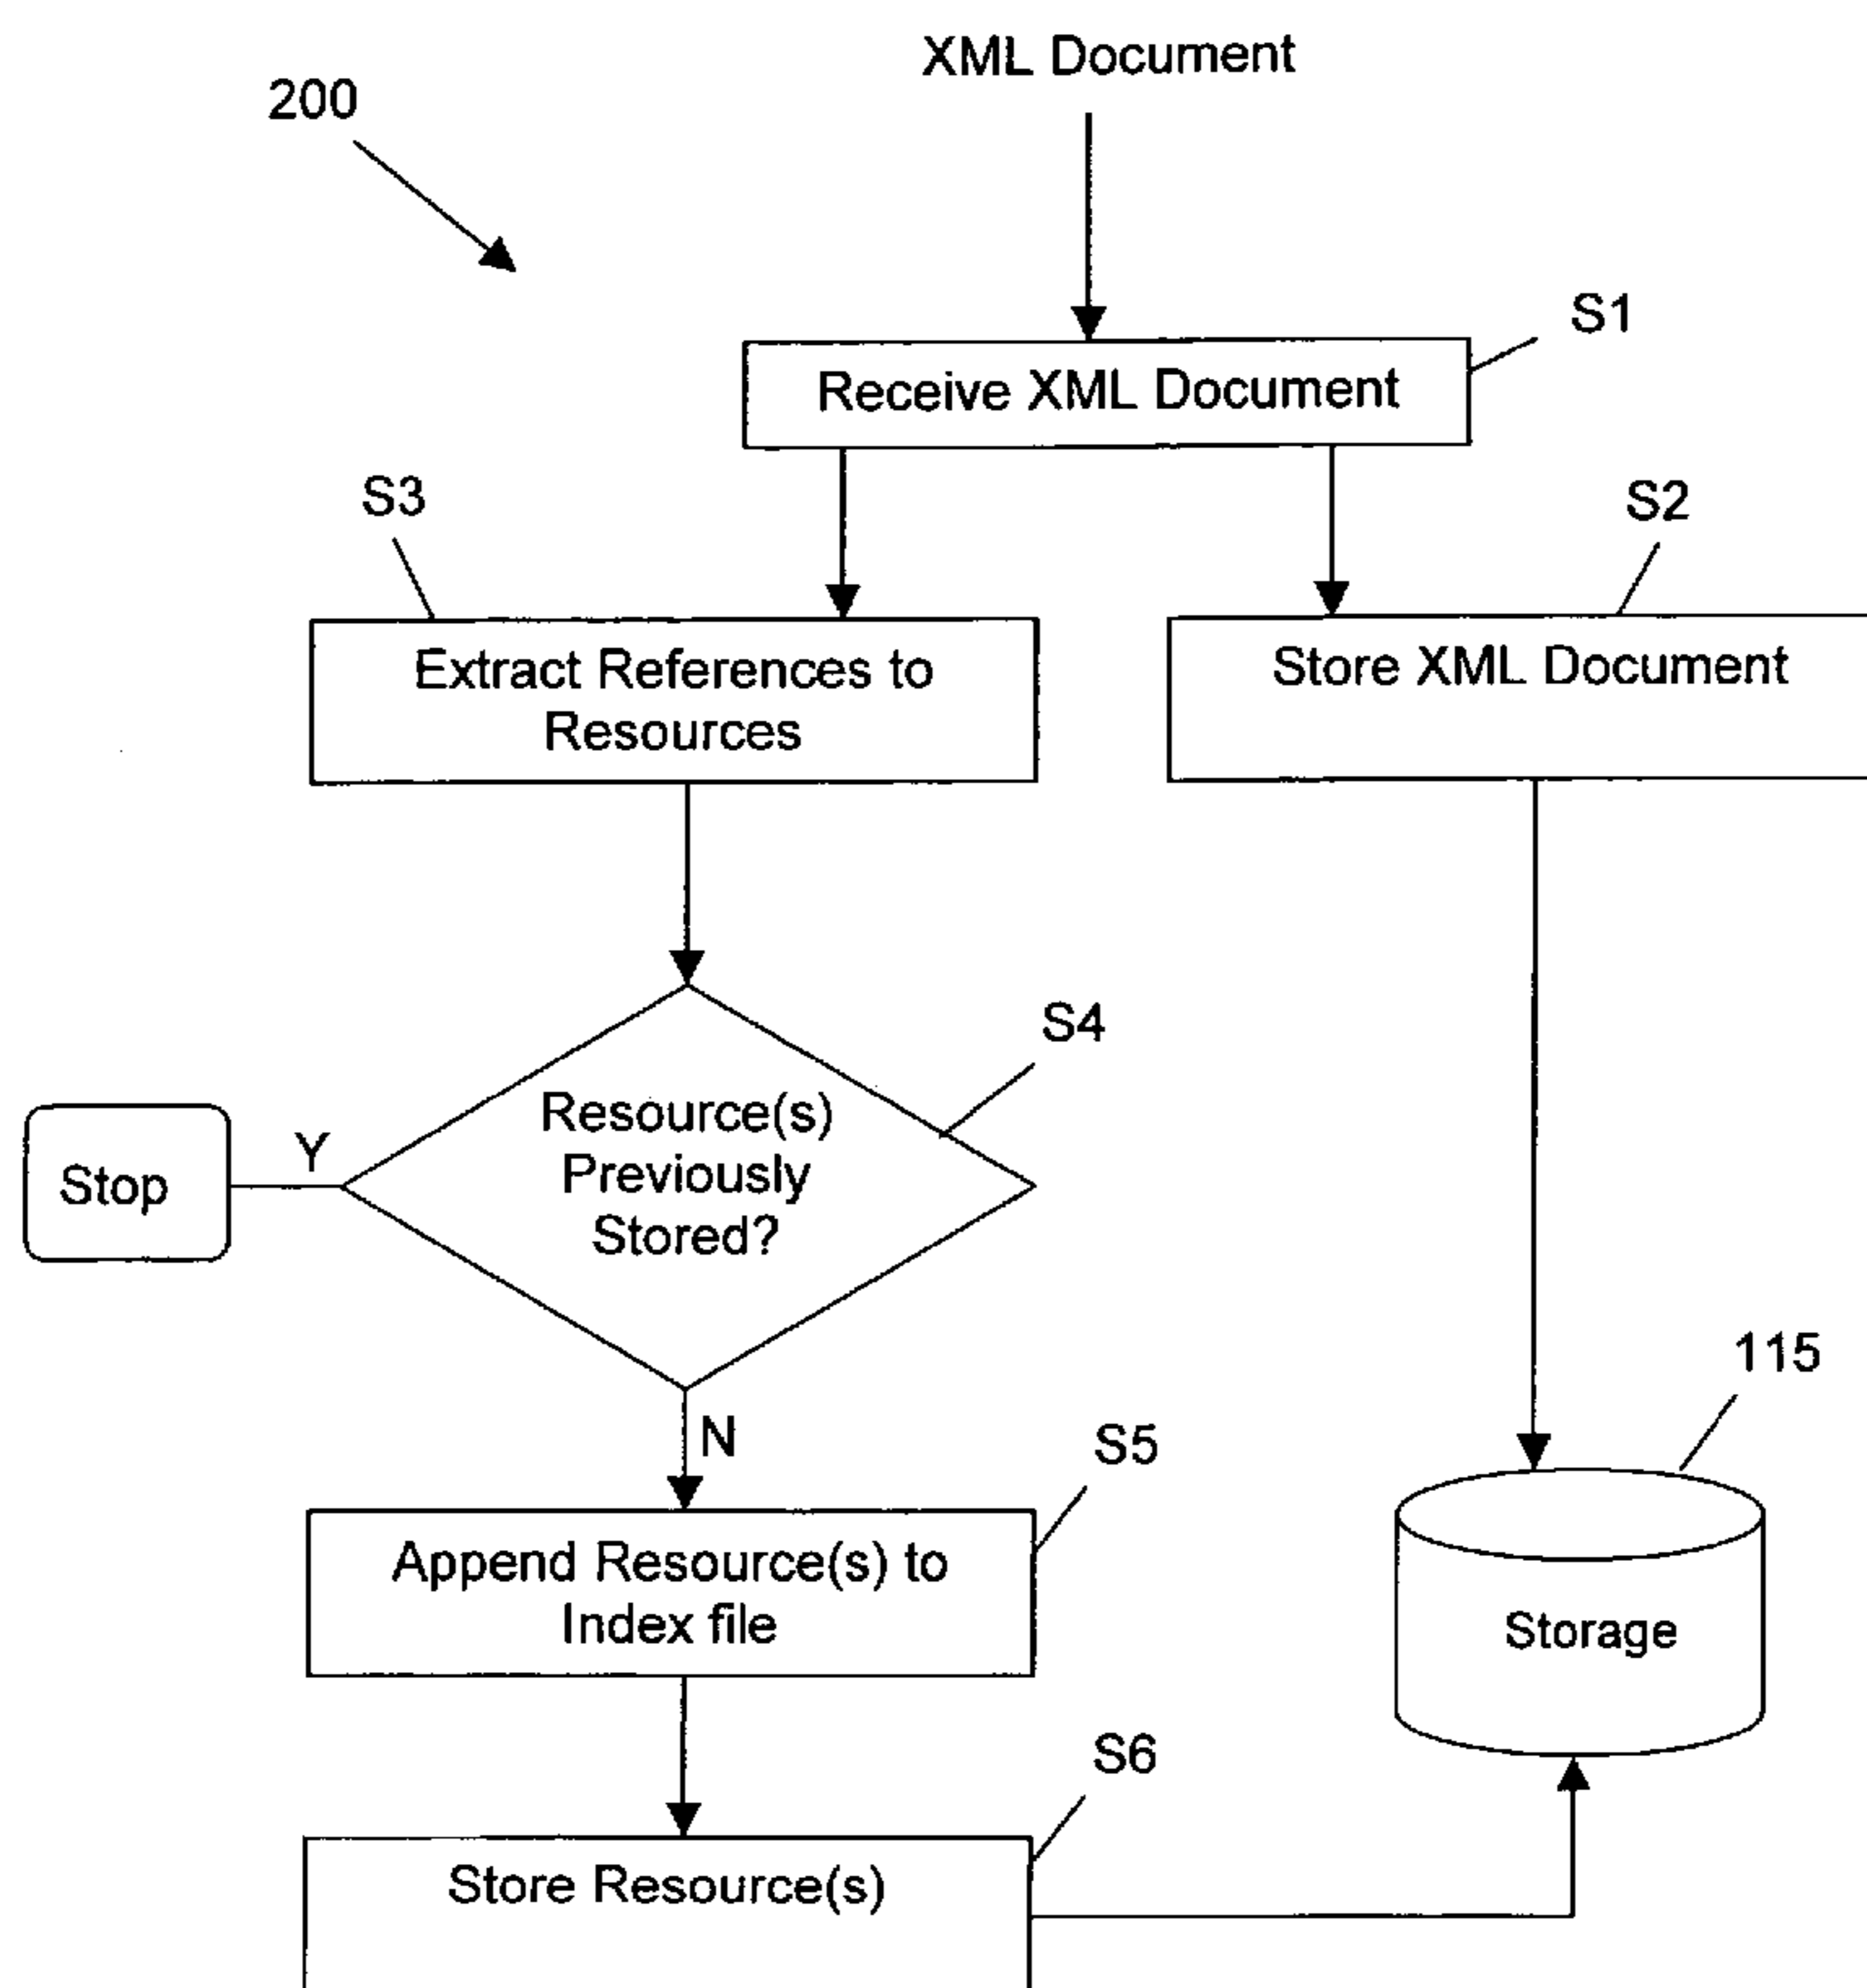 XML Document
200
S1
Receive XML Document
S3
S2
Extract References to
Resources
Store XML Document
S4
Resource(s)
Previously
Stored?
Y
Stop
N
115
S5
Append Resource(s) to
Index file
Storage
S6
Store Resource(s)